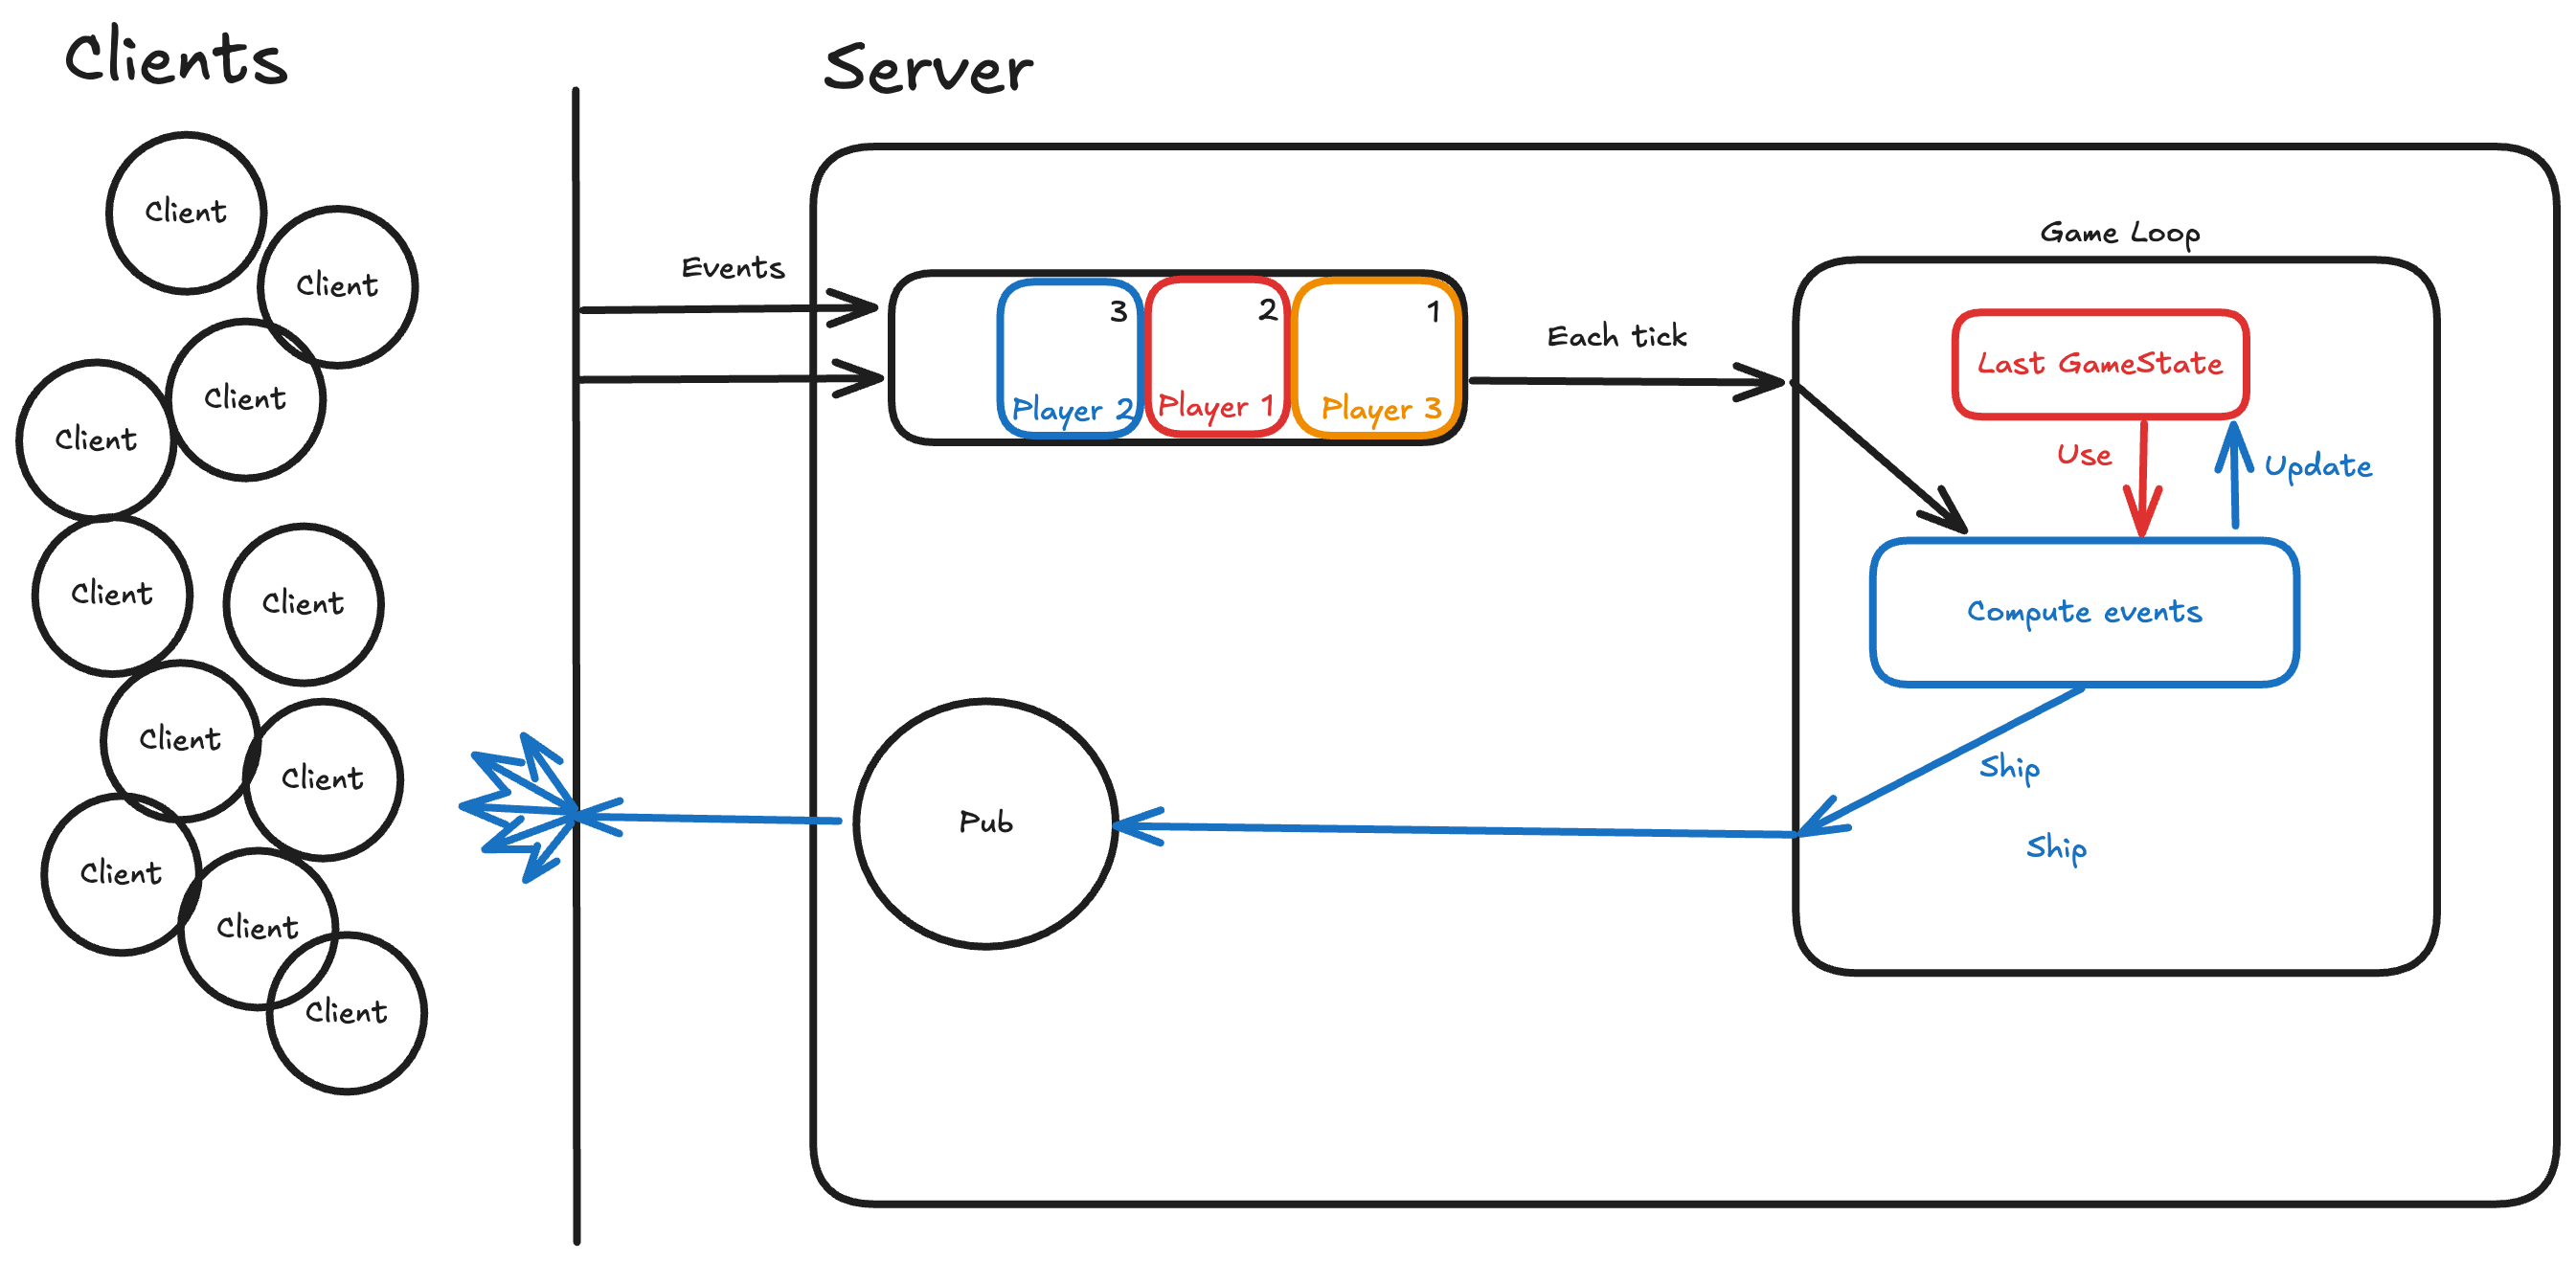 Clients
Server
Client
Client
Client
Client
Client
Client
Client
Client
Client
Client
Client
Events
3
Player 2
2
Player 1
1
Player 3
Each tick
Game Loop
Last GameState
Use
Update
Compute events
Ship
Ship
Pub